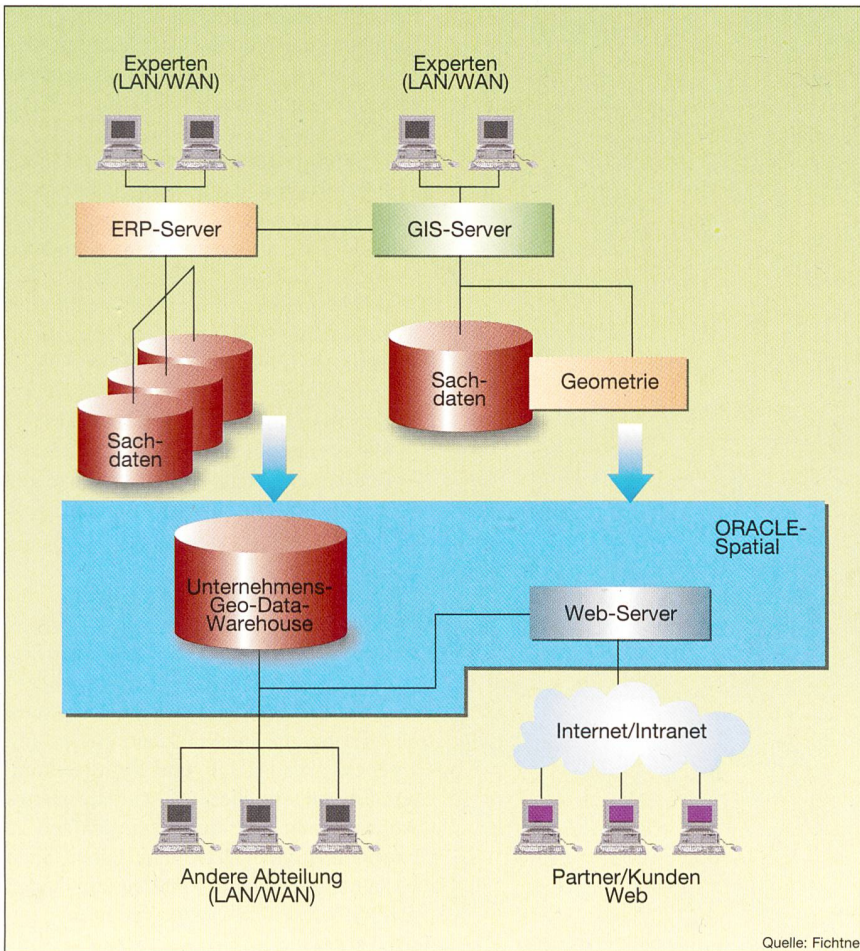 Experten
(LAN/WAN)
Experten
(LAN/WAN)
ERP-Server
GIS-Server
Sach-
daten
Geometrie
Sach-
daten
ORACLE-
Spatial
Unternehmens-
Geo-Data-
Warehouse
Web-Server
Internet/Intranet
Andere Abteilung
(LAN/WAN)
Partner/Kunden
Web
Quelle: Fichtne